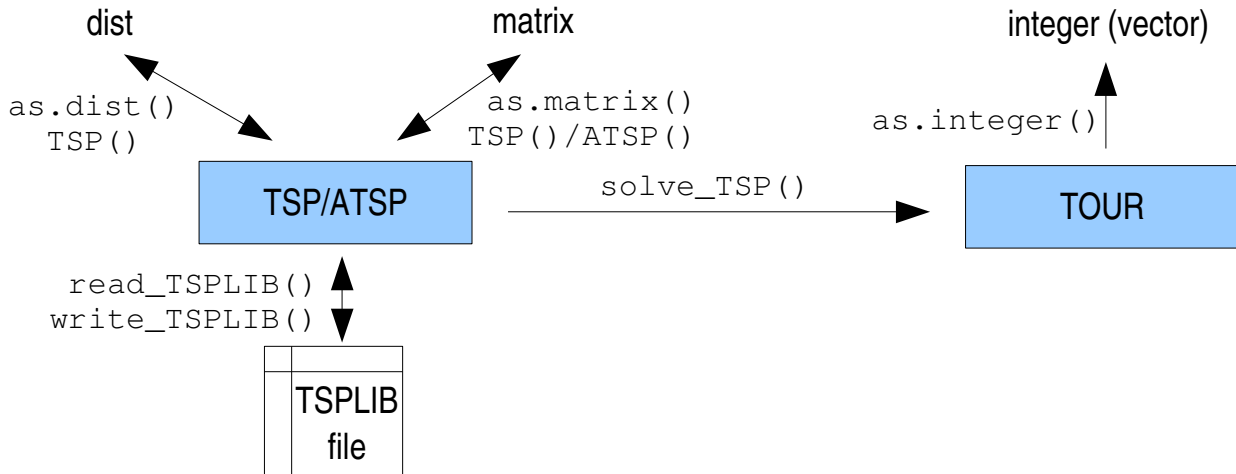 dist
matrix
integer (vector)
as.dist()
TSP()
as.matrix()
TSP()/ATSP()
as.integer()
TSP/ATSP
solve_TSP()
TOUR
read_TSPLIB()
write_TSPLIB()
TSPLIB
file